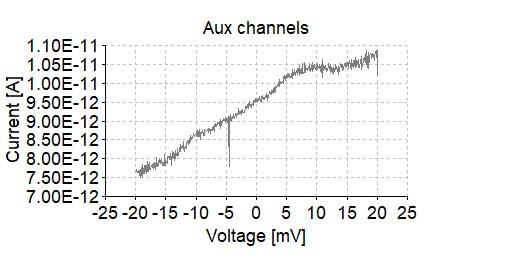 Aux channels
Current [A]
1.10E-11
1.05E-11
1.00E-11
9.50E-12
9.00E-12
8.50E-12
8.00E-12
7.50E-12
7.00E-12
-25 -20 -15 -10 -5 0 5 10 15 20 25
Voltage [mV]